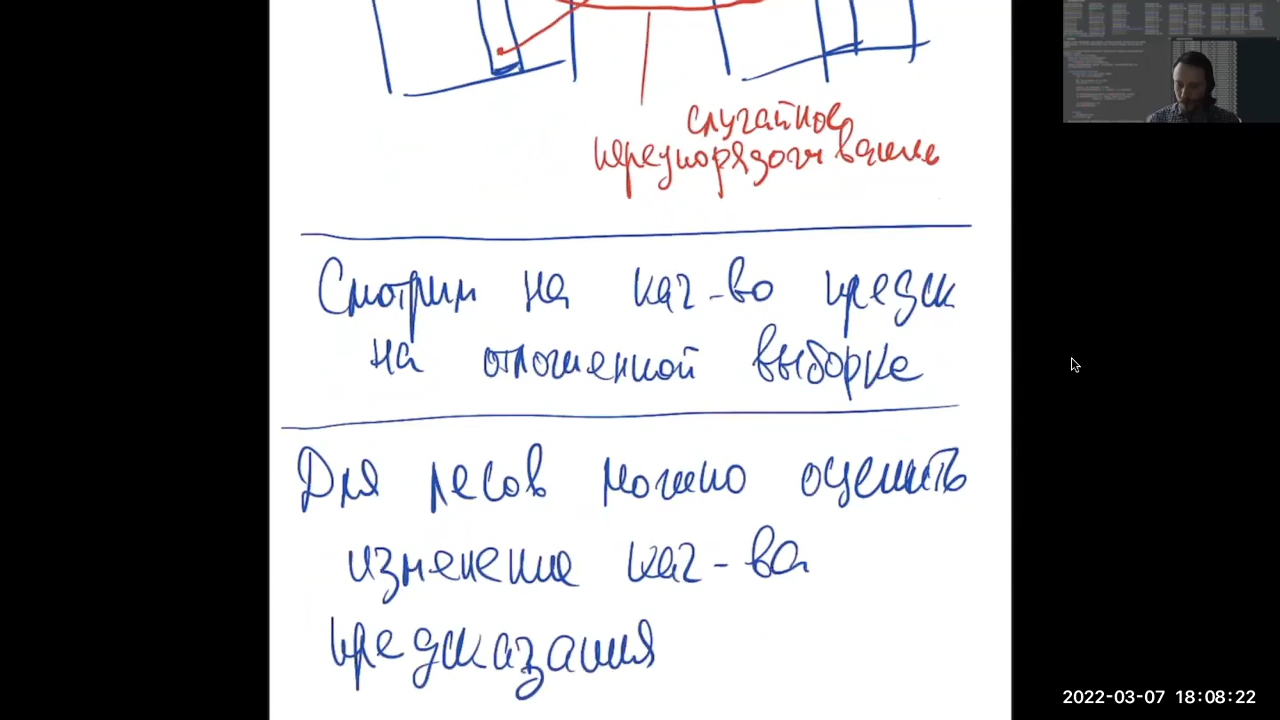 случайное
переупорядочивание
Смотрим на кач-во предск
на отложенной выборке
Для лесов можно оценить
изменение кач-ва
предсказания
2022-03-07 18:08:22